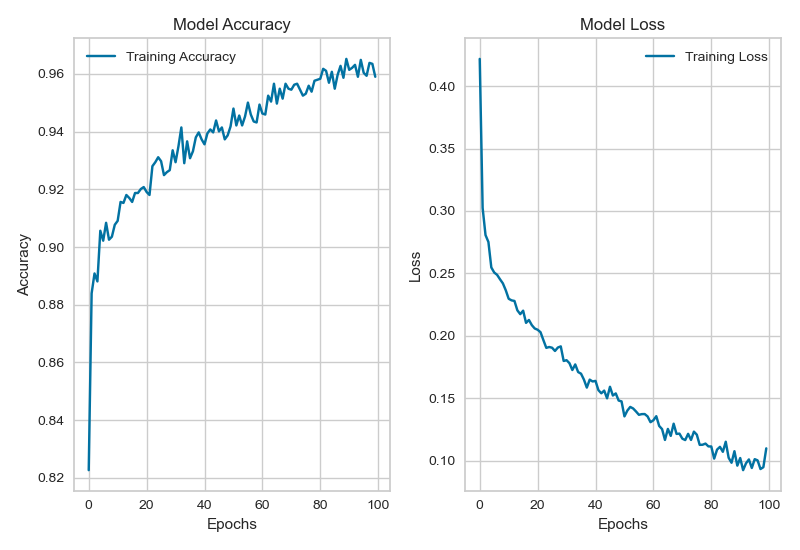 Model Accuracy
Training Accuracy
0.96
0.94
0.92
0.90
0.88
0.86
0.84
0.82
Accuracy
0 20 40 60 80 100
Epochs
Model Loss
Training Loss
0.40
0.35
0.30
0.25
0.20
0.15
0.10
Loss
0 20 40 60 80 100
Epochs